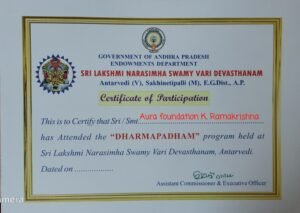 GOVERNMENT OF ANDHRA PRADESH
ENDOWMENTS DEPARTMENT
SRI LAKSHMI NARASIMHA SWAMY VARI DEVASTHANAM
Antarvedi (V), Sakhinetipalli (M), E.G.Dist., A.P.
Certificate of Participation
This is to Certify that Sri / Smt. Aura foundation K. Ramakrishna
has Attended the "DHARMAPADHAM" program held at
Sri Lakshmi Narasimha Swamy Vari Devasthanam, Antarvedi.
Dated on ..................
Assistant Commissioner & Executive Officer